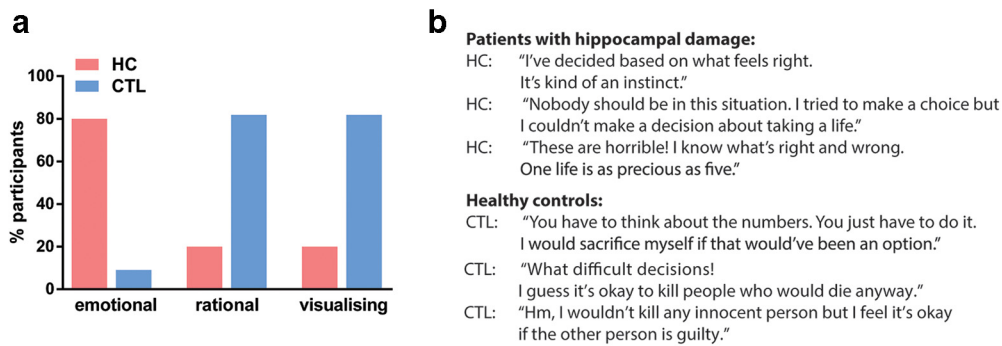 a
HC
CTL
% participants
100
80
60
40
20
0
emotional rational visualising
b
Patients with hippocampal damage:
HC: “I’ve decided based on what feels right.
It’s kind of an instinct.”
HC: “Nobody should be in this situation. I tried to make a choice but
I couldn’t make a decision about taking a life.”
HC: “These are horrible! I know what’s right and wrong.
One life is as precious as five.”
Healthy controls:
CTL: “You have to think about the numbers. You just have to do it.
I would sacrifice myself if that would’ve been an option.”
CTL: “What difficult decisions!
I guess it’s okay to kill people who would die anyway.”
CTL: “Hm, I wouldn’t kill any innocent person but I feel it’s okay
if the other person is guilty.”